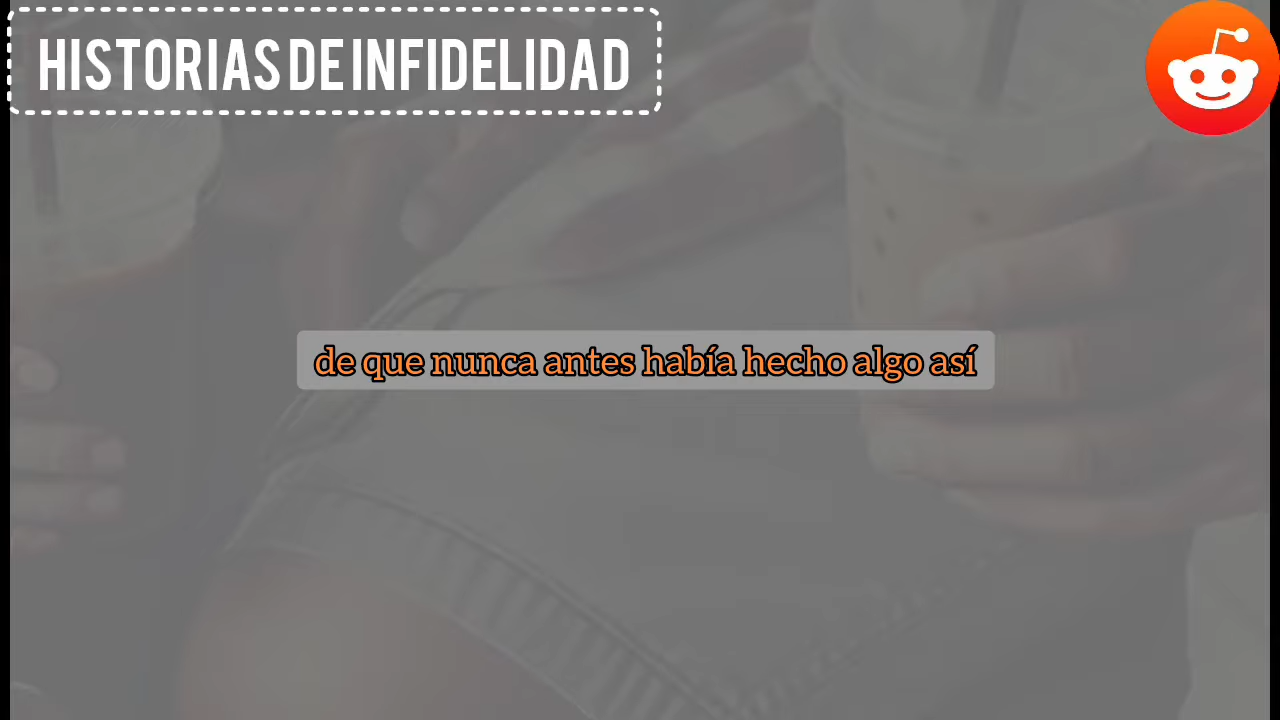 HISTORIAS DE INFIDELIDAD
de que nunca antes había hecho algo así